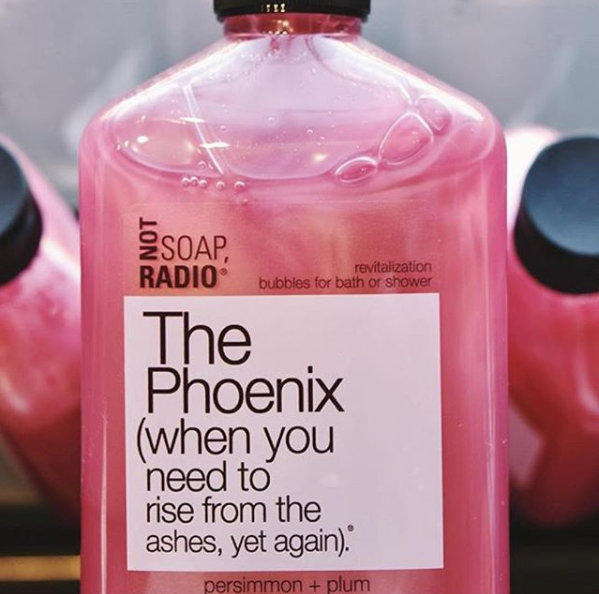 NOT
SOAP,
RADIO®
revitalization
bubbles for bath or shower
The
Phoenix
(when you
need to
rise from the
ashes, yet again).®
persimmon + plum